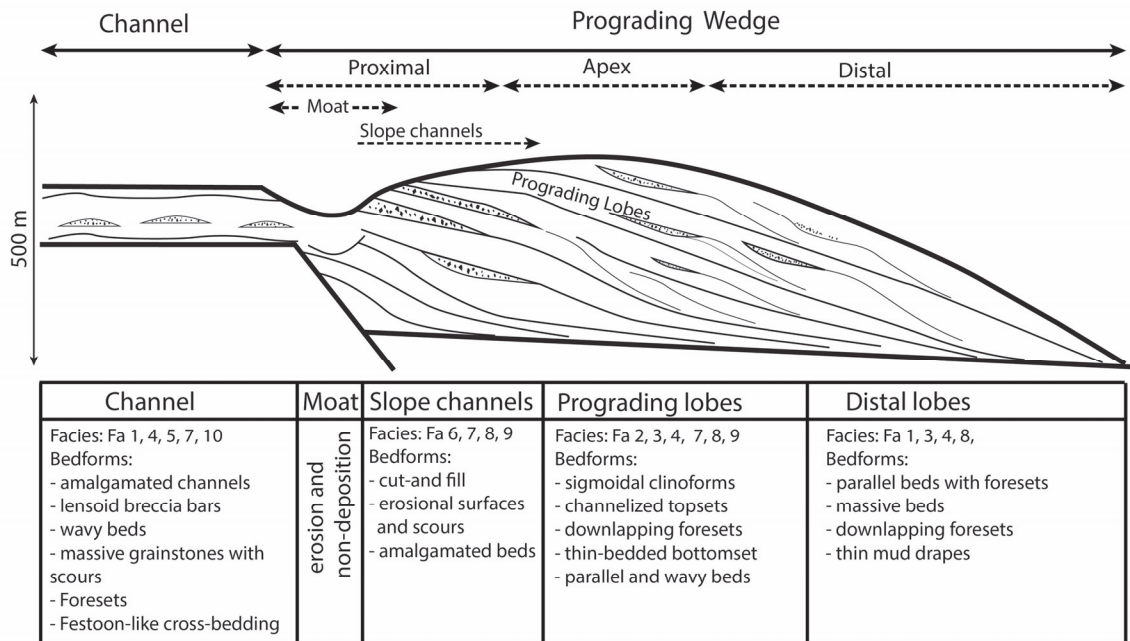 Channel
Prograding Wedge
Proximal
Apex
Distal
Moat
Slope channels
500 m
Prograding Lobes
Channel
Facies: Fa 1, 4, 5, 7, 10
Bedforms:
- amalgamated channels
- lensoid breccia bars
- wavy beds
- massive grainstones with
scours
- Foresets
- Festoon-like cross-bedding
Moat
erosion and
non-deposition
Slope channels
Facies: Fa 6, 7, 8, 9
Bedforms:
- cut-and fill
- erosional surfaces
and scours
- amalgamated beds
Prograding lobes
Facies: Fa 2, 3, 4, 7, 8, 9
Bedforms:
- sigmoidal clinoforms
- channelized topsets
- downlapping foresets
- thin-bedded bottomset
- parallel and wavy beds
Distal lobes
Facies: Fa 1, 3, 4, 8,
Bedforms:
- parallel beds with foresets
- massive beds
- downlapping foresets
- thin mud drapes